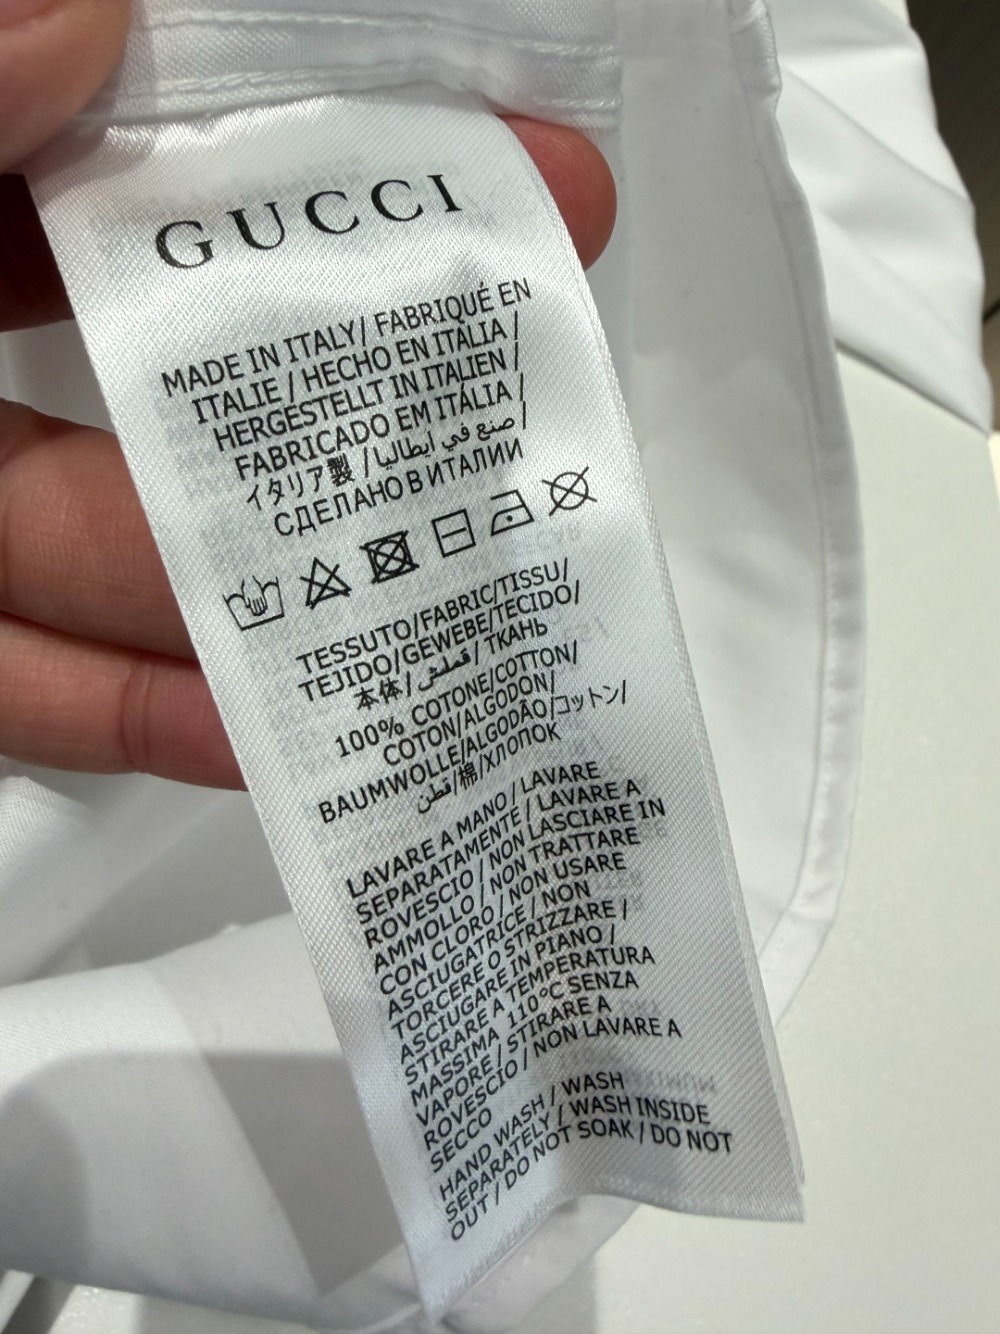 GUCCI
MADE IN ITALY/ FABRIQUÉ EN
ITALIE / HECHO EN ITALIA /
HERGESTELLT IN ITALIEN /
FABRICADO EM ITÁLIA /
صنع في ايطاليا /
イタリア製 /
СДЕЛАНО В ИТАЛИИ
TESSUTO/FABRIC/TISSU/
TEJIDO/GEWEBE/TECIDO/
本体/قملش/ТКАНЬ
100% COTONE/COTTON/
COTON/ALGODON/
BAUMWOLLE/ALGODÃO/コットン/
قطن/棉/ХЛОПОК
LAVARE A MANO / LAVARE
SEPARATAMENTE / LAVARE A
ROVESCIO / NON LASCIARE IN
AMMOLLO / NON TRATTARE
CON CLORO / NON USARE
ASCIUGATRICE / NON
TORCERE O STRIZZARE /
ASCIUGARE IN PIANO /
STIRARE A TEMPERATURA
MASSIMA 110°C SENZA
VAPORE / STIRARE A
ROVESCIO / NON LAVARE A
SECCO
HAND WASH / WASH
SEPARATELY / WASH INSIDE
OUT / DO NOT SOAK / DO NOT